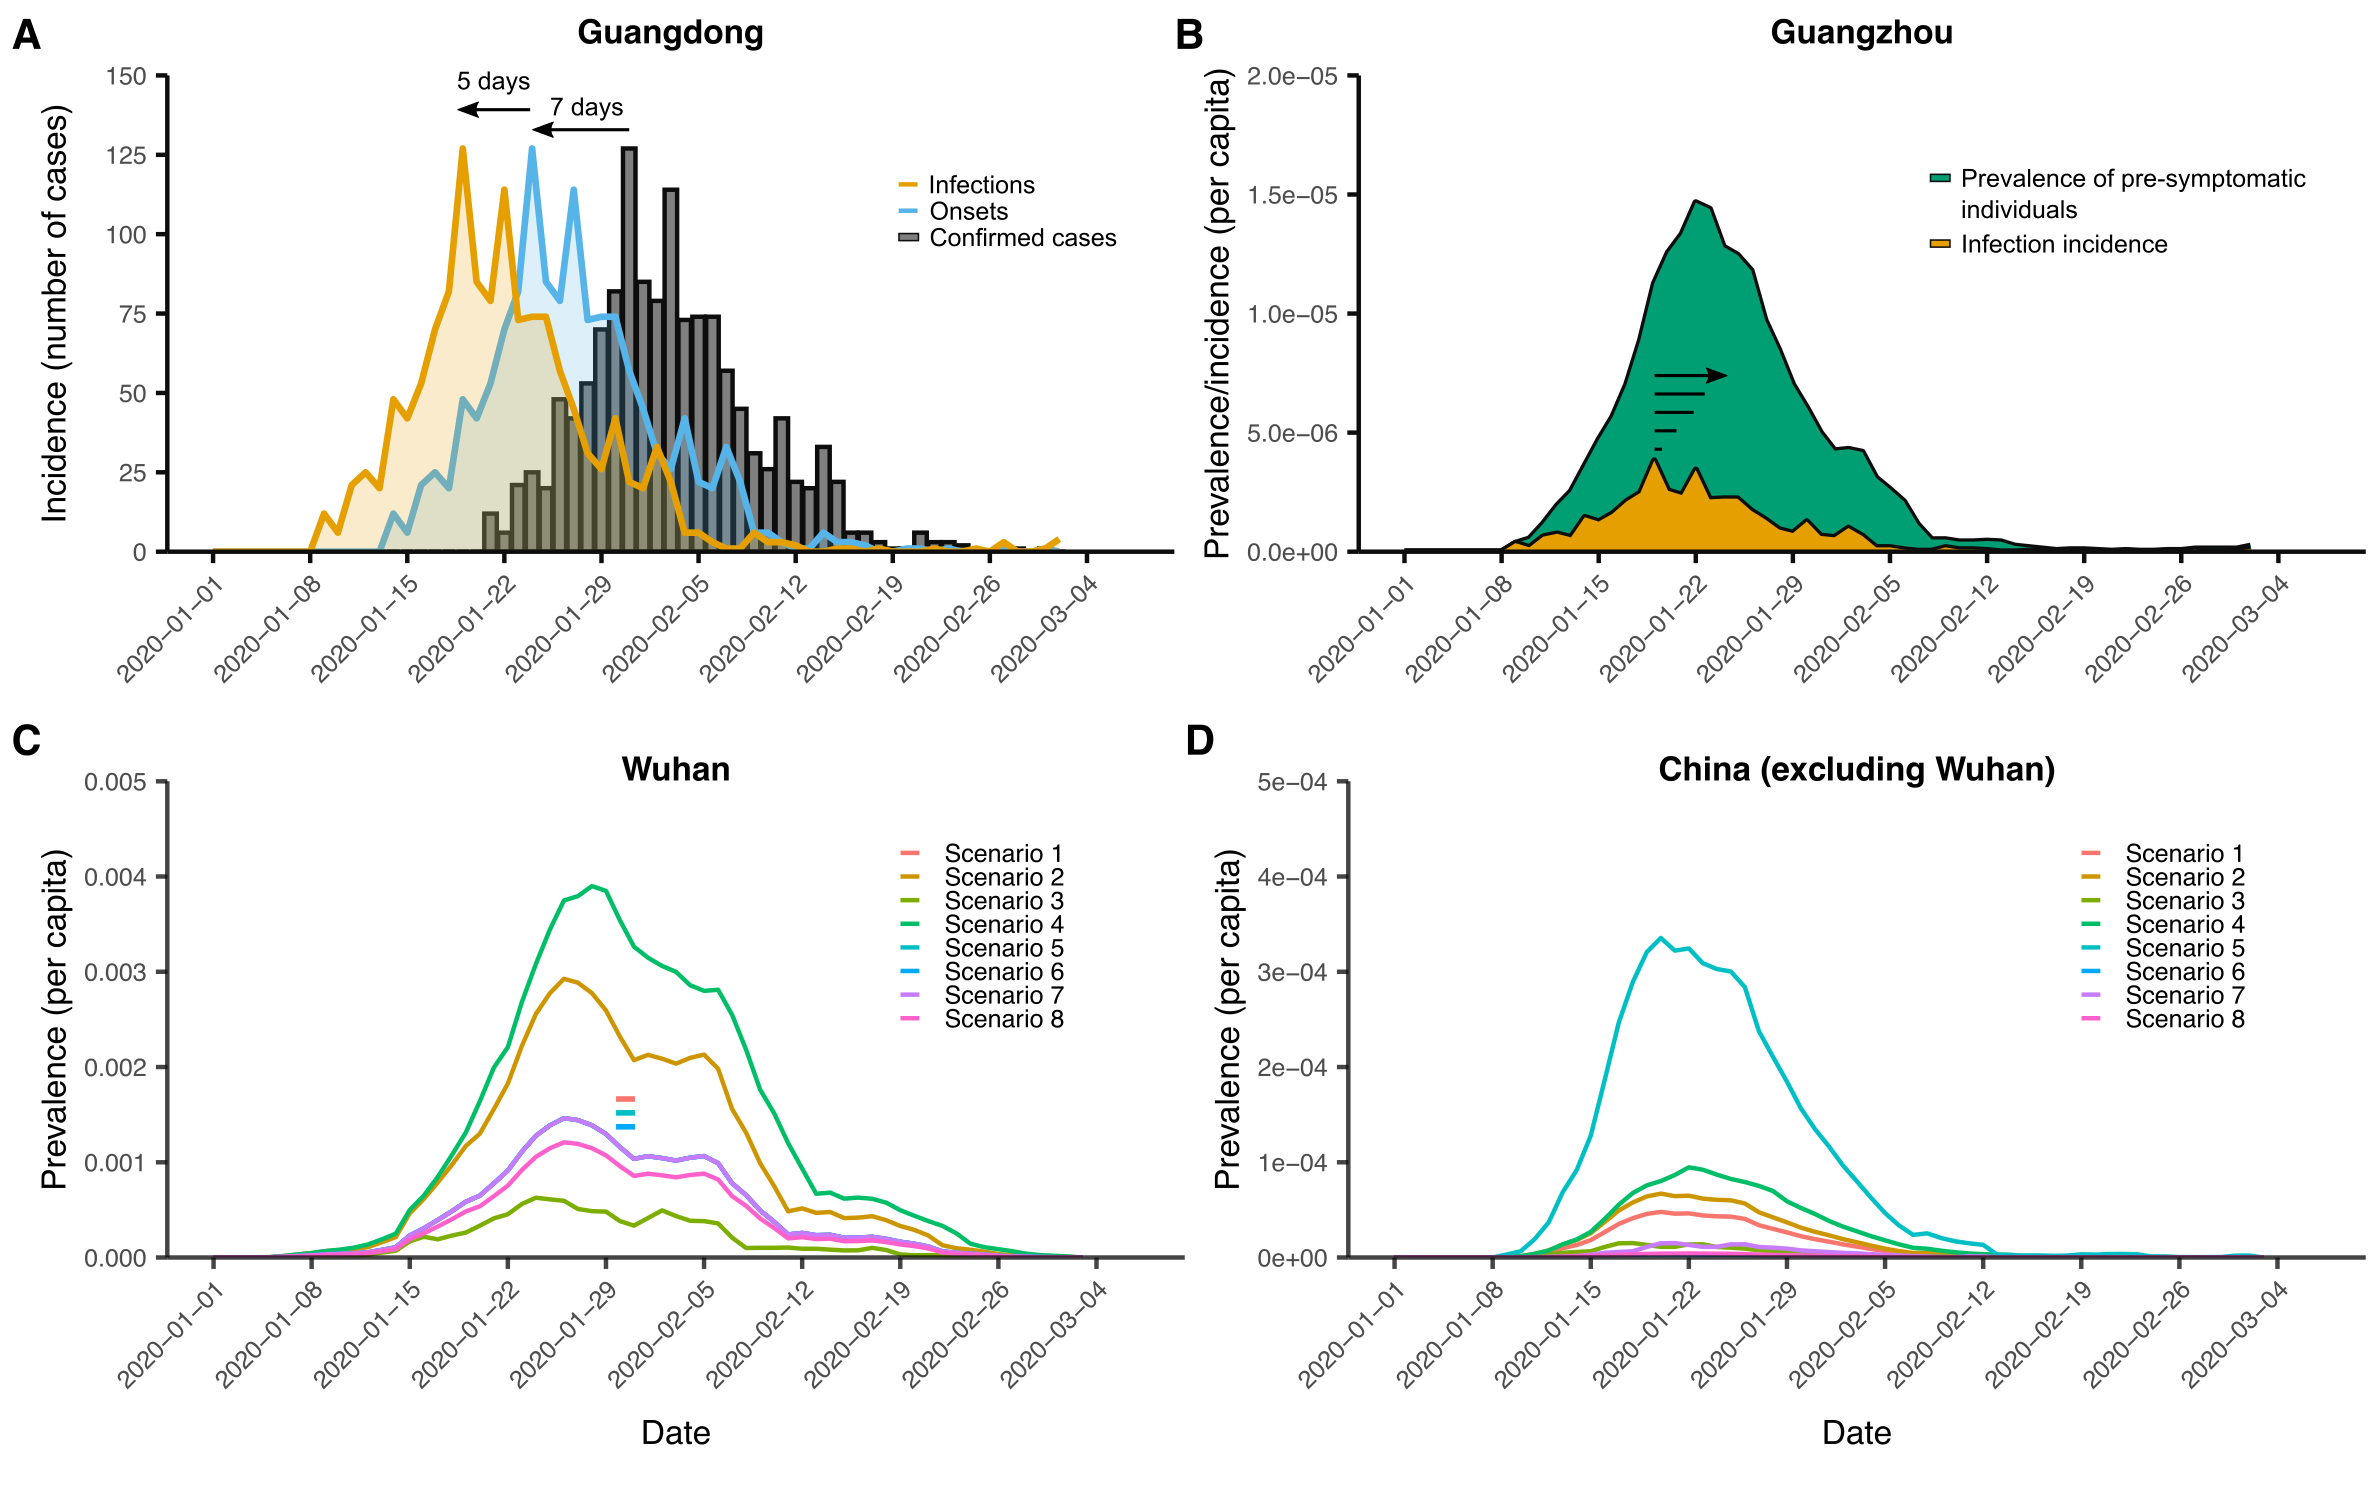 A
Guangdong
Incidence (number of cases)
150
125
100
75
50
25
0
5 days
7 days
Infections
Onsets
Confirmed cases
2020−01−01
2020−01−08
2020−01−15
2020−01−22
2020−01−29
2020−02−05
2020−02−12
2020−02−19
2020−02−26
2020−03−04
B
Guangzhou
Prevalence/incidence (per capita)
2.0e−05
1.5e−05
1.0e−05
5.0e−06
0.0e+00
Prevalence of pre-symptomatic
individuals
Infection incidence
2020−01−01
2020−01−08
2020−01−15
2020−01−22
2020−01−29
2020−02−05
2020−02−12
2020−02−19
2020−02−26
2020−03−04
C
Wuhan
Prevalence (per capita)
0.005
0.004
0.003
0.002
0.001
0.000
Scenario 1
Scenario 2
Scenario 3
Scenario 4
Scenario 5
Scenario 6
Scenario 7
Scenario 8
2020−01−01
2020−01−08
2020−01−15
2020−01−22
2020−01−29
2020−02−05
2020−02−12
2020−02−19
2020−02−26
2020−03−04
Date
D
China (excluding Wuhan)
Prevalence (per capita)
5e−04
4e−04
3e−04
2e−04
1e−04
0e+00
Scenario 1
Scenario 2
Scenario 3
Scenario 4
Scenario 5
Scenario 6
Scenario 7
Scenario 8
2020−01−01
2020−01−08
2020−01−15
2020−01−22
2020−01−29
2020−02−05
2020−02−12
2020−02−19
2020−02−26
2020−03−04
Date